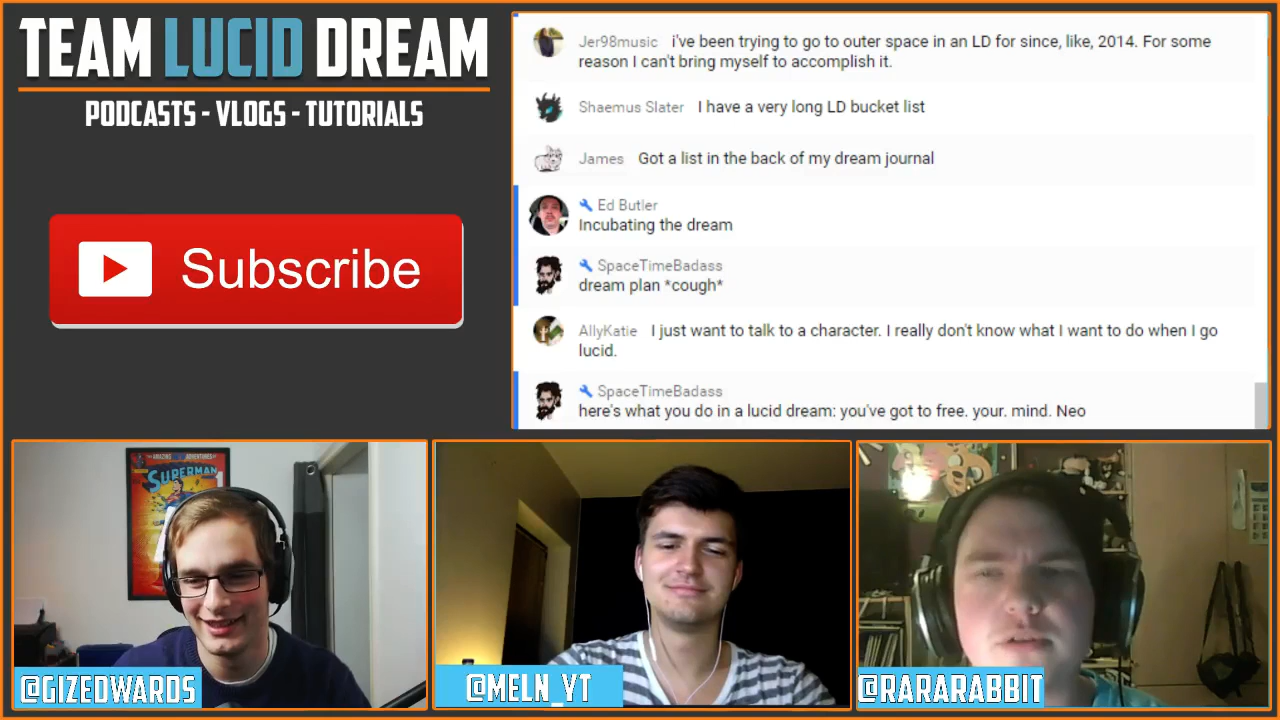 TEAM LUCID DREAM
PODCASTS - VLOGS - TUTORIALS
Subscribe
Jer98music i've been trying to go to outer space in an LD for since, like, 2014. For some
reason I can't bring myself to accomplish it.
Shaemus Slater I have a very long LD bucket list
James Got a list in the back of my dream journal
Ed Butler
Incubating the dream
SpaceTimeBadass
dream plan *cough*
AllyKatie I just want to talk to a character. I really don't know what I want to do when I go
lucid.
SpaceTimeBadass
here's what you do in a lucid dream: you've got to free. your. mind. Neo
SUPERMAN
@GIZEDWARDS
@MELN_YT
@RARARABBIT